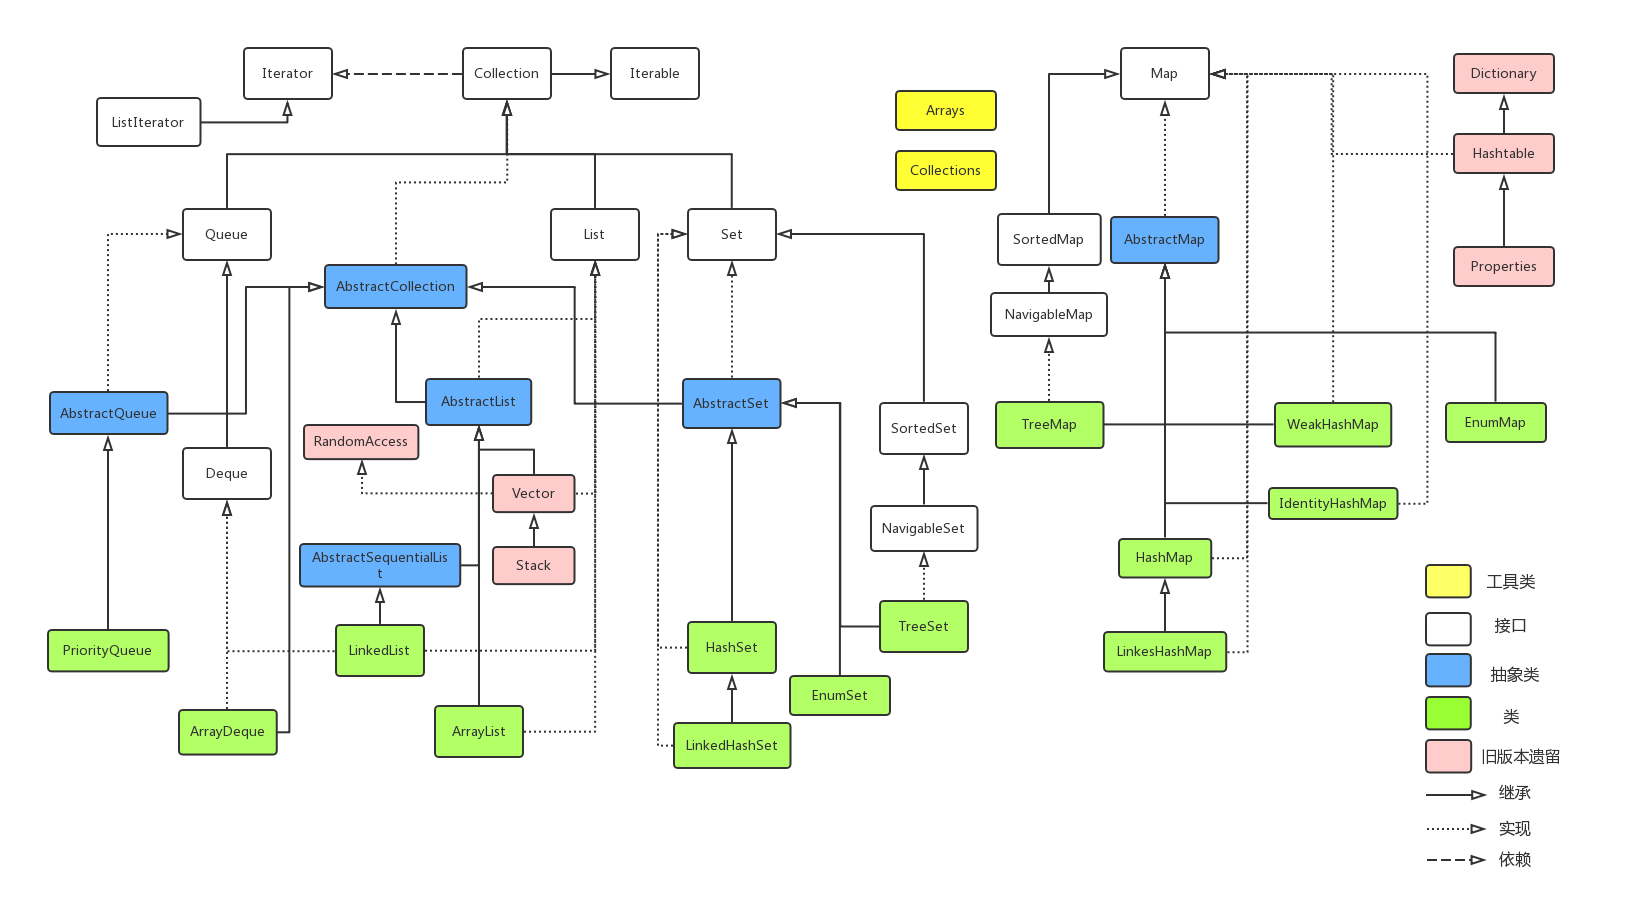 Iterator
Collection
Iterable
Map
Dictionary
ListIterator
Arrays
Hashtable
Collections
Queue
List
Set
SortedMap
AbstractMap
Properties
AbstractCollection
NavigableMap
AbstractQueue
AbstractList
AbstractSet
SortedSet
TreeMap
WeakHashMap
EnumMap
RandomAccess
Deque
Vector
NavigableSet
IdentityHashMap
AbstractSequentialLis
t
Stack
HashMap
PriorityQueue
LinkedList
HashSet
TreeSet
LinkesHashMap
EnumSet
ArrayDeque
ArrayList
LinkedHashSet
工具类
接口
抽象类
类
旧版本遗留
继承
实现
依赖